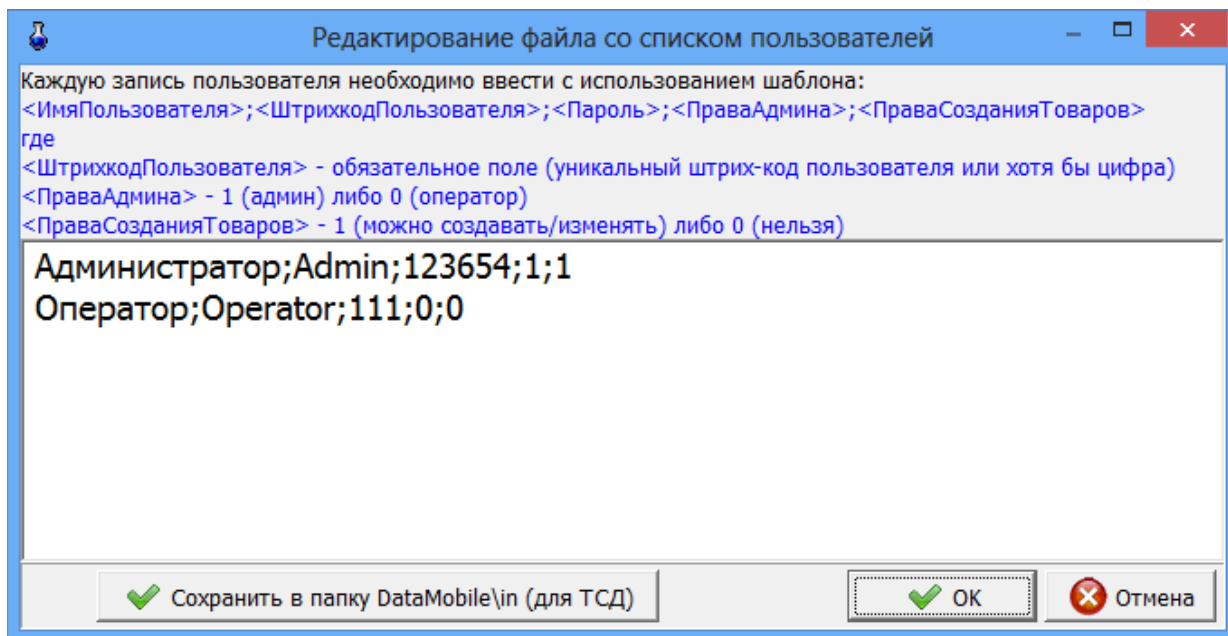 Редактирование файла со списком пользователей
Каждую запись пользователя необходимо ввести с использованием шаблона:
<ИмяПользователя>;<ШтрихкодПользователя>;<Пароль>;<ПраваАдмина>;<ПраваСозданияТоваров>
где
<ШтрихкодПользователя> - обязательное поле (уникальный штрих-код пользователя или хотя бы цифра)
<ПраваАдмина> - 1 (админ) либо 0 (оператор)
<ПраваСозданияТоваров> - 1 (можно создавать/изменять) либо 0 (нельзя)
Администратор;Admin;123654;1;1
Оператор;Operator;111;0;0
Сохранить в папку DataMobile\in (для ТСД)
ОК
Отмена